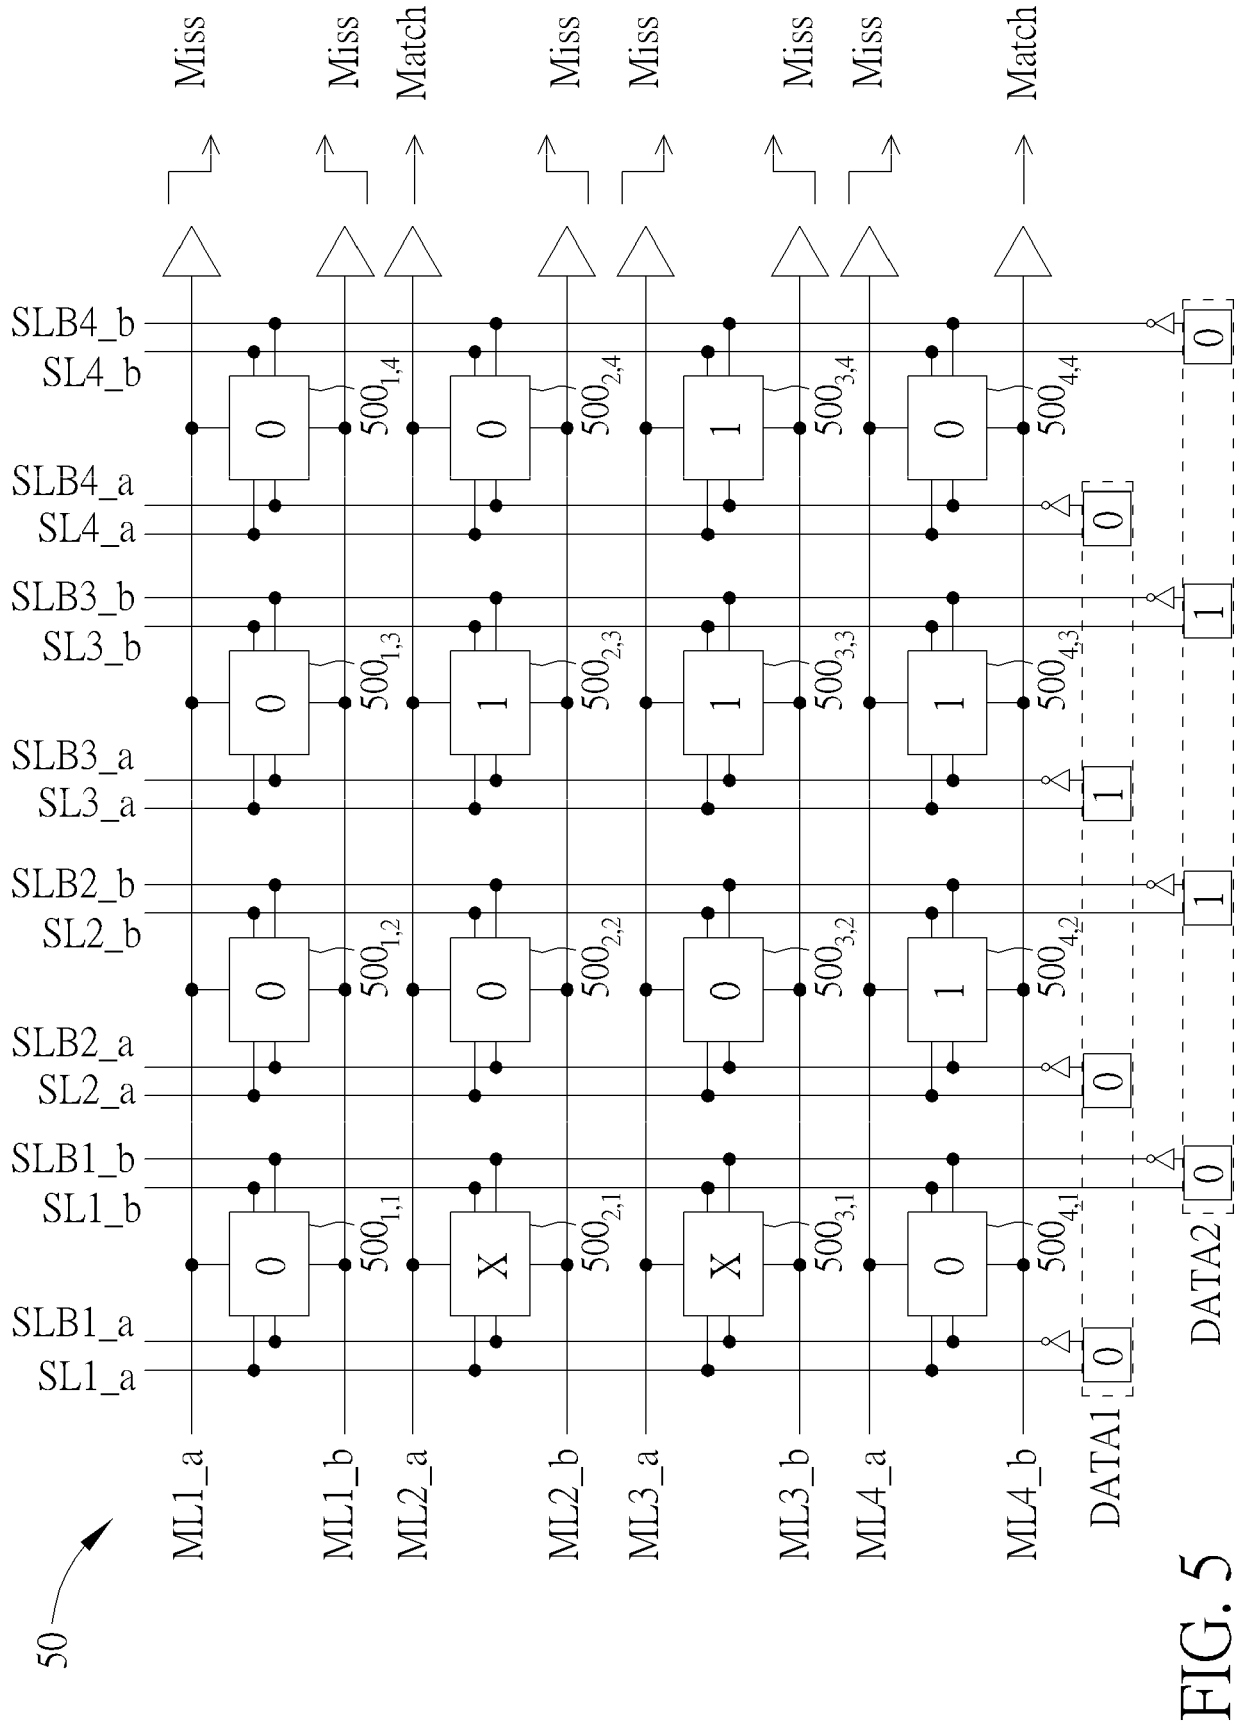 50
SL1_a
SLB1_a
SL1_b
SLB1_b
SL2_a
SLB2_a
SL2_b
SLB2_b
SL3_a
SLB3_a
SL3_b
SLB3_b
SL4_a
SLB4_a
SL4_b
SLB4_b
ML1_a
0
0
0
0
Miss
5001,1
5001,2
5001,3
5001,4
ML1_b
Miss
ML2_a
X
0
1
0
Match
5002,1
5002,2
5002,3
5002,4
ML2_b
Miss
ML3_a
X
0
1
1
Miss
5003,1
5003,2
5003,3
5003,4
ML3_b
Miss
ML4_a
0
1
1
0
Miss
5004,1
5004,2
5004,3
5004,4
ML4_b
Match
DATA1
0
0
1
0
DATA2
0
1
1
0
FIG. 5